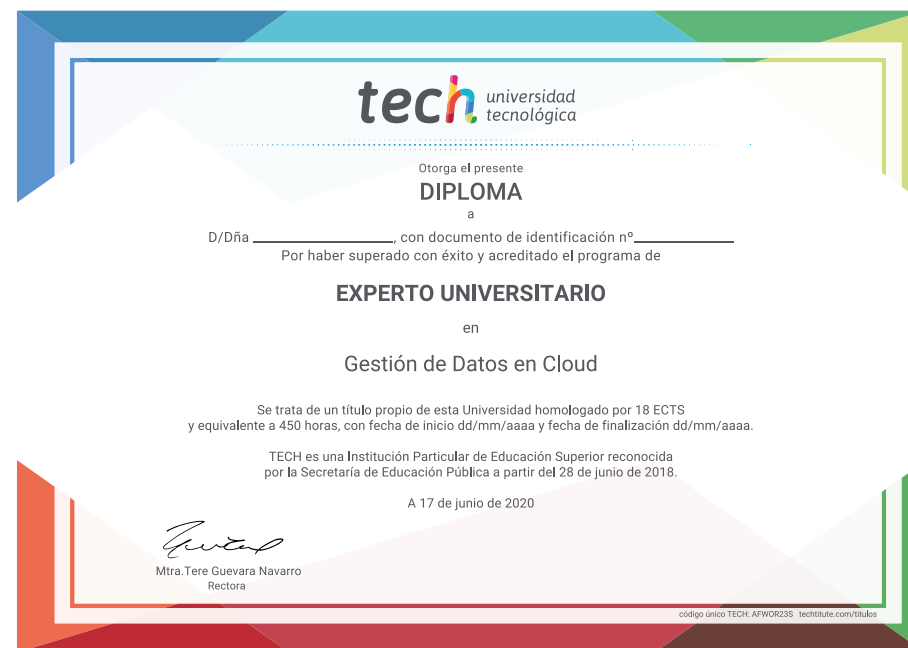 tech universidad
tecnológica
Otorga el presente
DIPLOMA
a
D/Dña ____________________, con documento de identificación nº______________
Por haber superado con éxito y acreditado el programa de
EXPERTO UNIVERSITARIO
en
Gestión de Datos en Cloud
Se trata de un título propio de esta Universidad homologado por 18 ECTS
y equivalente a 450 horas, con fecha de inicio dd/mm/aaaa y fecha de finalización dd/mm/aaaa.
TECH es una Institución Particular de Educación Superior reconocida
por la Secretaría de Educación Pública a partir del 28 de junio de 2018.
A 17 de junio de 2020
Mtra.Tere Guevara Navarro
Rectora
código único TECH: AFWOR23S techtitute.com/títulos